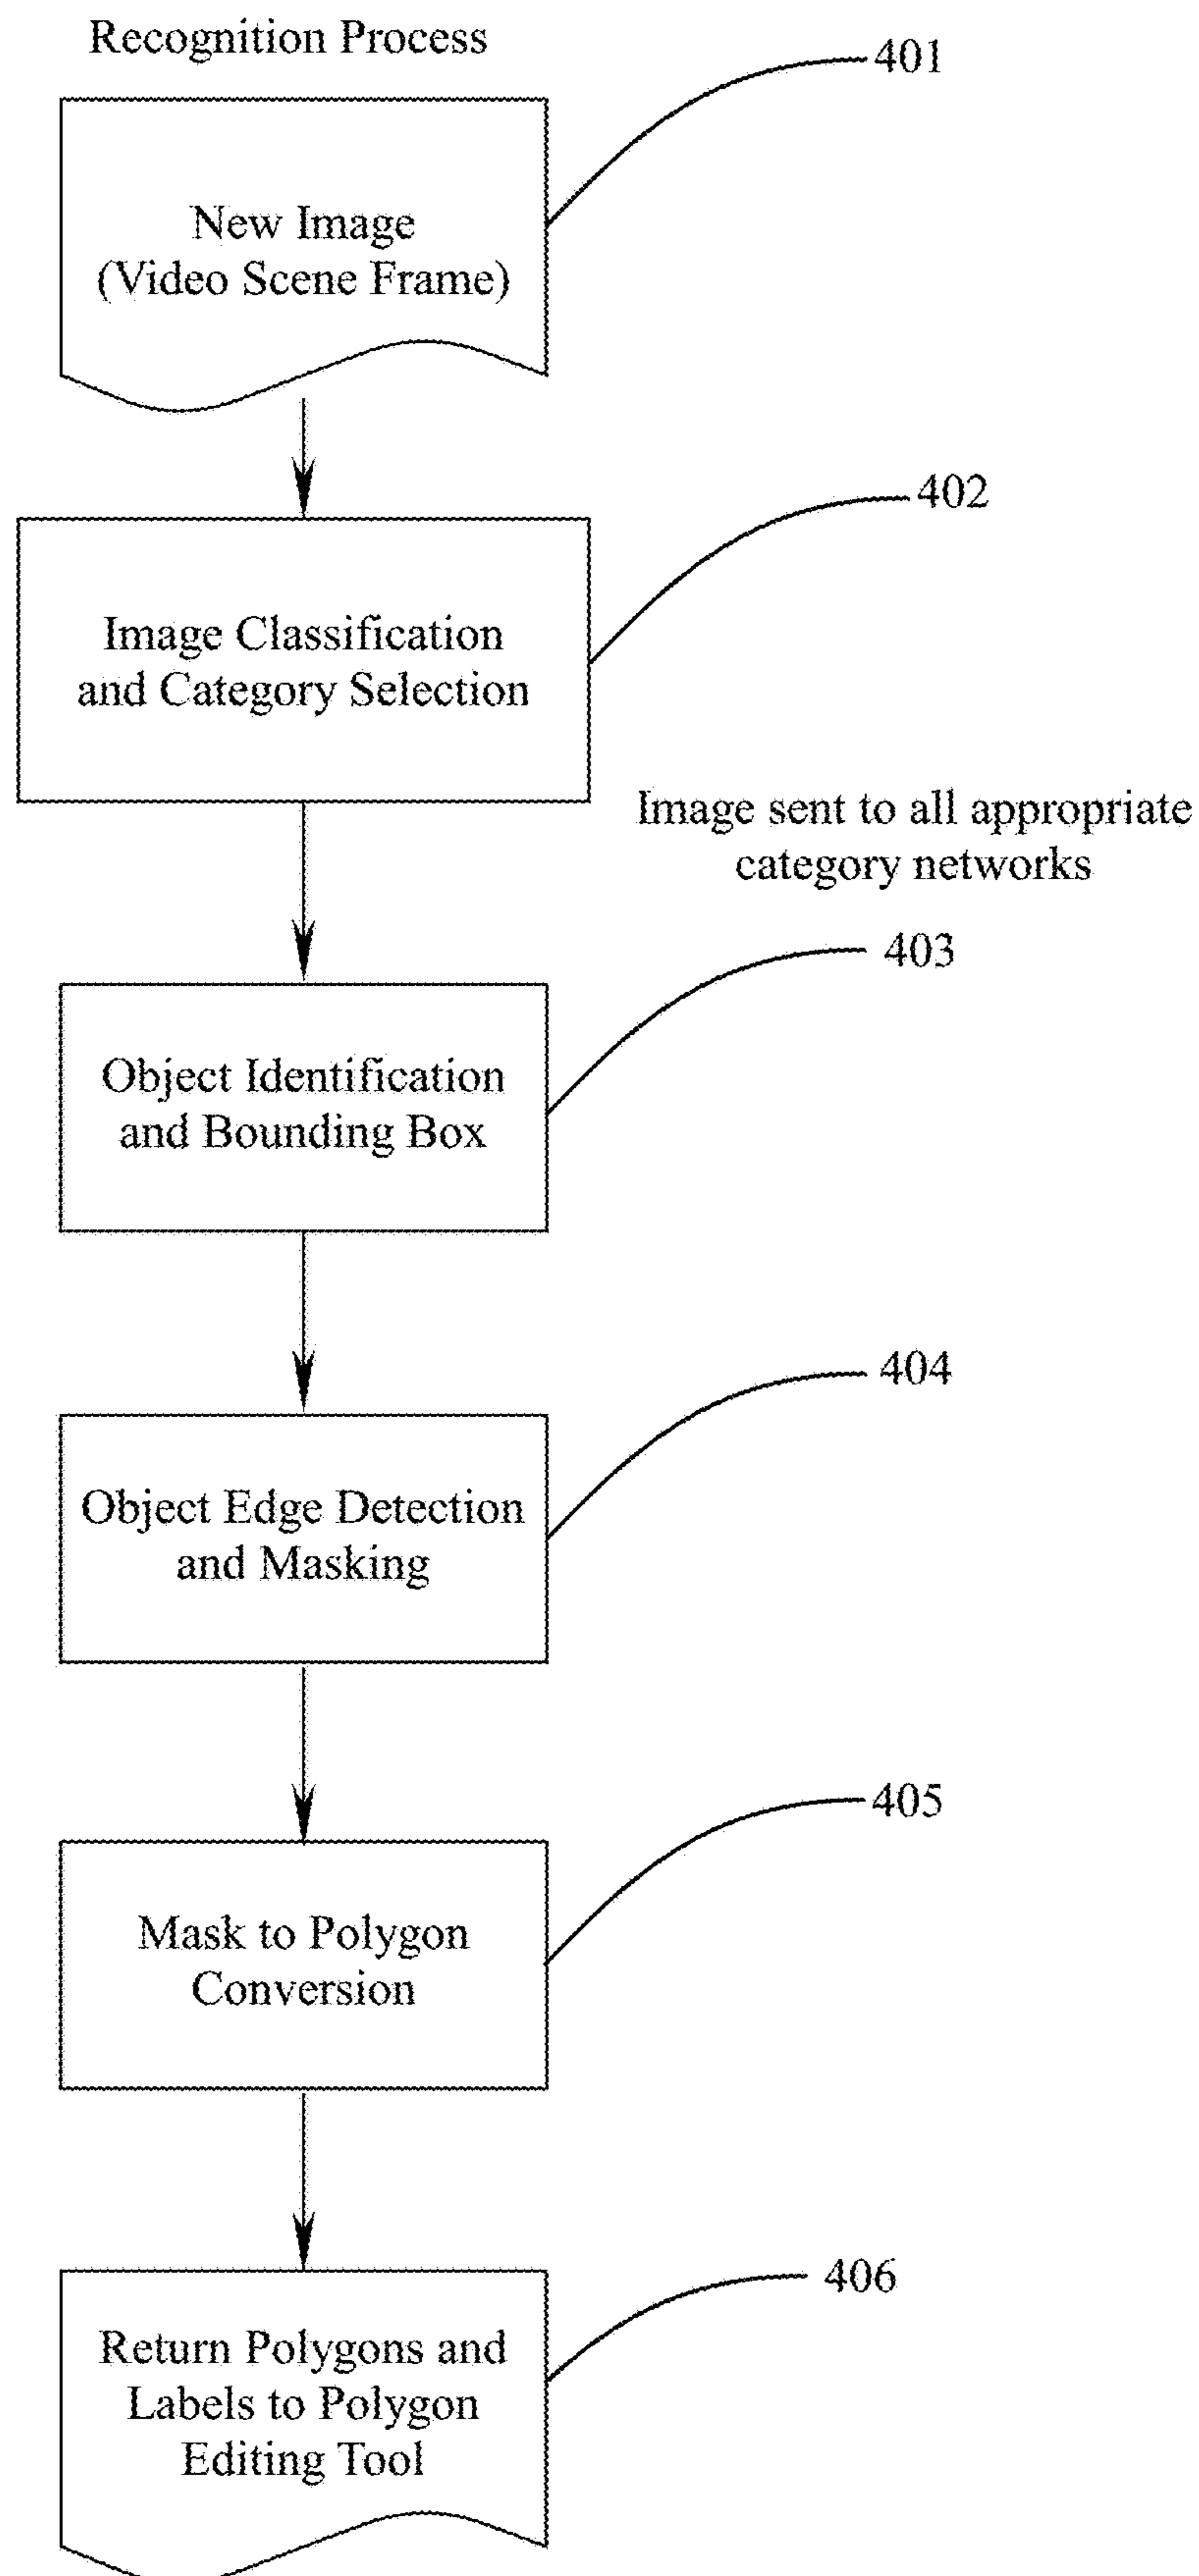 Recognition Process
401
New Image
(Video Scene Frame)
402
Image Classification
and Category Selection
Image sent to all appropriate
category networks
403
Object Identification
and Bounding Box
404
Object Edge Detection
and Masking
405
Mask to Polygon
Conversion
406
Return Polygons and
Labels to Polygon
Editing Tool